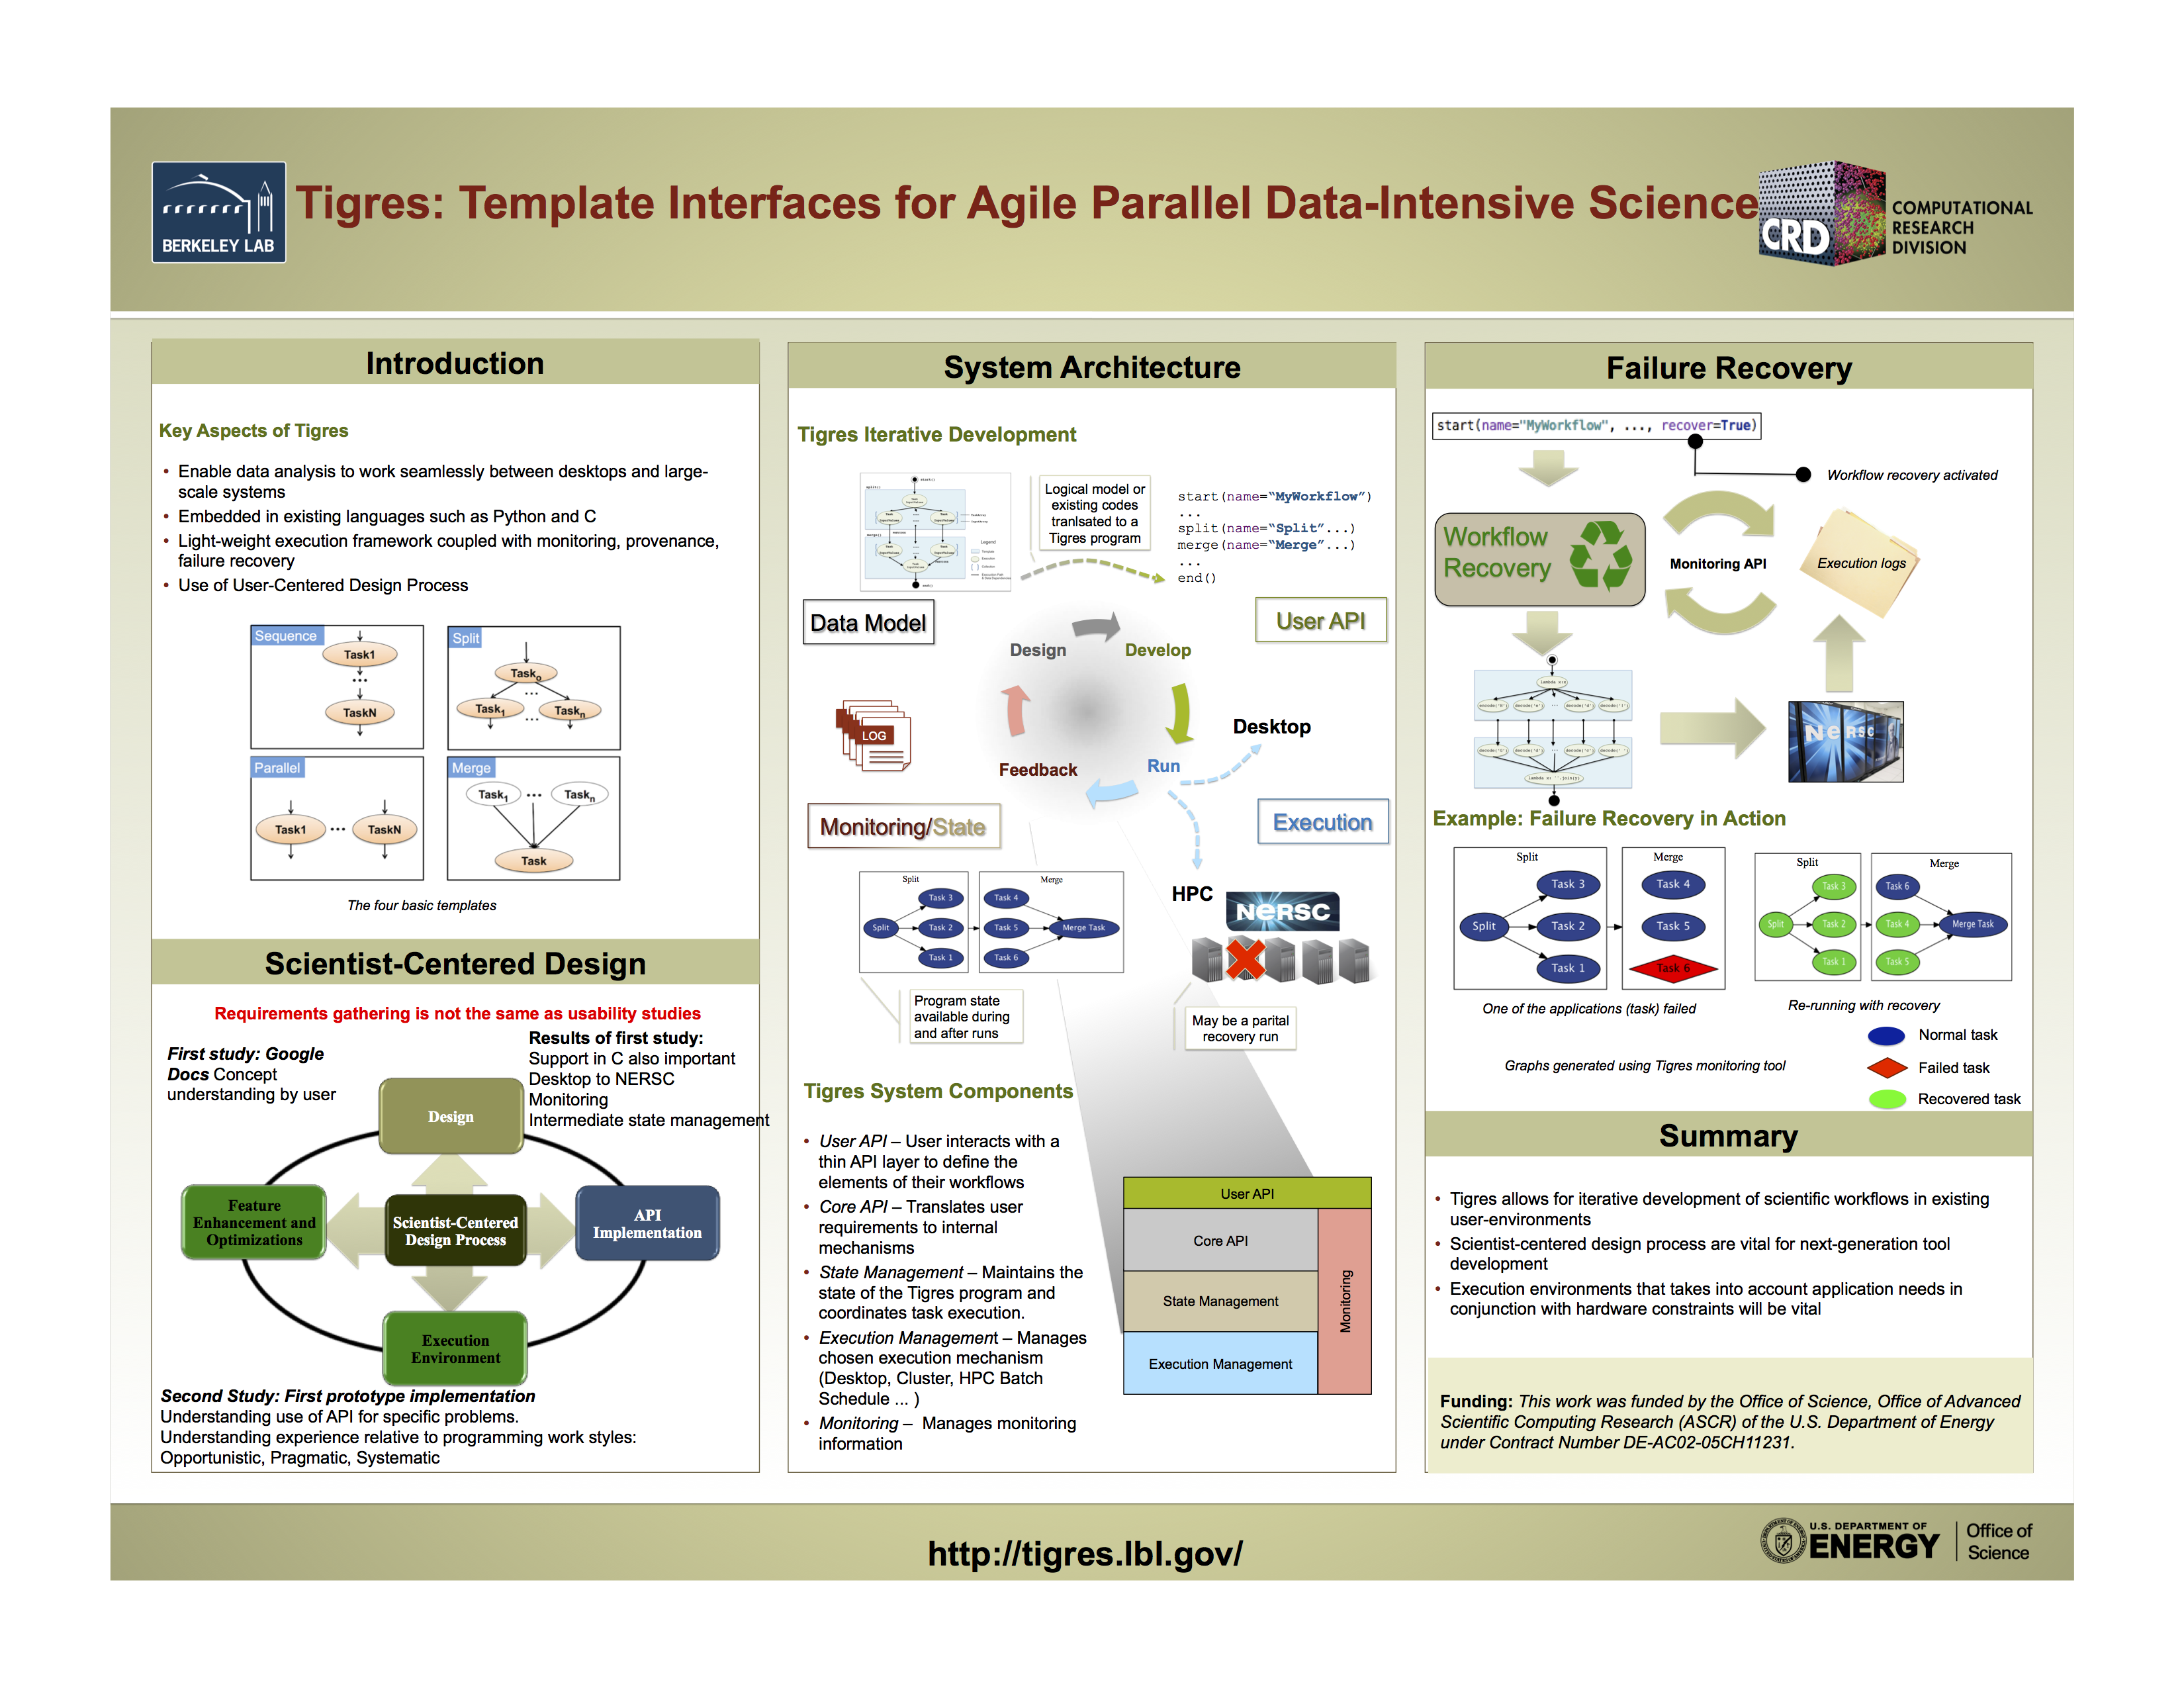 BERKELEY LAB
Tigres: Template Interfaces for Agile Parallel Data-Intensive Science
CRD
COMPUTATIONAL
RESEARCH
DIVISION
Introduction
Key Aspects of Tigres
• Enable data analysis to work seamlessly between desktops and large-
scale systems
• Embedded in existing languages such as Python and C
• Light-weight execution framework coupled with monitoring, provenance,
failure recovery
• Use of User-Centered Design Process
Sequence
Task1
...
TaskN
Split
Task0
...
Task1
...
Taskn
Parallel
Task1 ... TaskN
Merge
Task1 ... Taskn
Task
The four basic templates
Scientist-Centered Design
Requirements gathering is not the same as usability studies
First study: Google
Docs Concept
understanding by user
Results of first study:
Support in C also important
Desktop to NERSC
Monitoring
Intermediate state management
Design
Feature
Enhancement and
Optimizations
Scientist-Centered
Design Process
API
Implementation
Execution
Environment
Second Study: First prototype implementation
Understanding use of API for specific problems.
Understanding experience relative to programming work styles:
Opportunistic, Pragmatic, Systematic
System Architecture
Tigres Iterative Development
start()
split()
merge()
Legend
end()
Logical model or
existing codes
tranlsated to a
Tigres program
start(name="MyWorkflow")
...
split(name="Split"...)
merge(name="Merge"...)
...
end()
Data Model
User API
Design
Develop
LOG
Desktop
Feedback
Run
Monitoring/State
Execution
Split
Task 3
Split
Task 2
Task 1
Merge
Task 4
Task 5
Merge Task
Task 6
HPC
NERSC
Program state
available during
and after runs
May be a parital
recovery run
Tigres System Components
• User API – User interacts with a
thin API layer to define the
elements of their workflows
• Core API – Translates user
requirements to internal
mechanisms
• State Management – Maintains the
state of the Tigres program and
coordinates task execution.
• Execution Management – Manages
chosen execution mechanism
(Desktop, Cluster, HPC Batch
Schedule ... )
• Monitoring – Manages monitoring
information
User API
Core API
State Management
Execution Management
Monitoring
Failure Recovery
start(name="MyWorkflow", ..., recover=True)
Workflow recovery activated
Workflow
Recovery
Monitoring API
Execution logs
NERSC
Example: Failure Recovery in Action
Split
Task 3
Split
Task 2
Task 1
Merge
Task 4
Task 5
Task 6
Split
Task 3
Split
Task 2
Task 1
Merge
Task 6
Task 4
Merge Task
Task 5
One of the applications (task) failed
Re-running with recovery
Normal task
Graphs generated using Tigres monitoring tool
Failed task
Recovered task
Summary
• Tigres allows for iterative development of scientific workflows in existing
user-environments
• Scientist-centered design process are vital for next-generation tool
development
• Execution environments that takes into account application needs in
conjunction with hardware constraints will be vital
Funding: This work was funded by the Office of Science, Office of Advanced
Scientific Computing Research (ASCR) of the U.S. Department of Energy
under Contract Number DE-AC02-05CH11231.
http://tigres.lbl.gov/
U.S. DEPARTMENT OF
ENERGY
Office of
Science